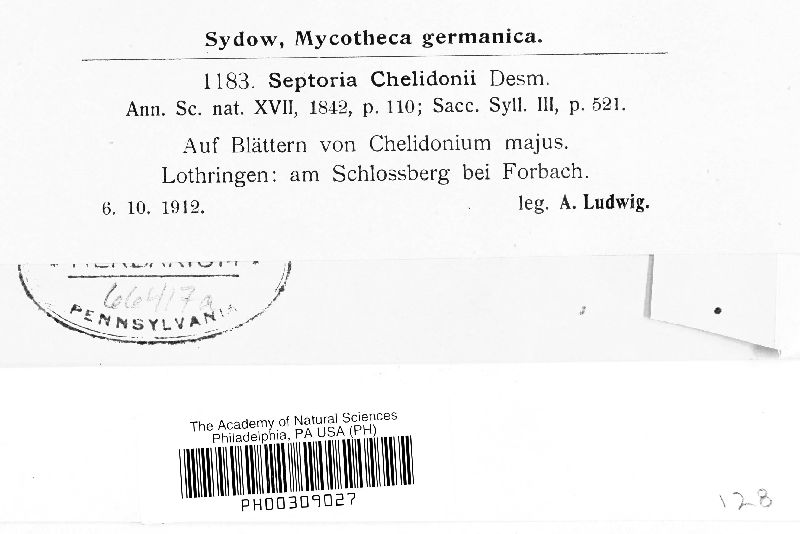 Sydow, Mycotheca germanica.
1183. Septoria Chelidonii Desm.
Ann. Sc. nat. XVII, 1842, p. 110; Sacc. Syll. III, p. 521.
Auf Blättern von Chelidonium majus.
Lothringen: am Schlossberg bei Forbach.
6. 10. 1912.
leg. A. Ludwig.
HERBARIUM
66417a
PENNSYLVANIA
The Academy of Natural Sciences
Philadelphia, PA USA (PH)
PH00309027
128